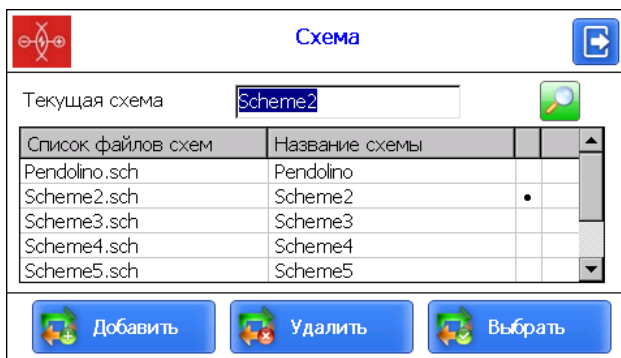 Схема
Текущая схема Scheme2
Список файлов схем Название схемы
Pendolino.sch Pendolino
Scheme2.sch Scheme2 •
Scheme3.sch Scheme3
Scheme4.sch Scheme4
Scheme5.sch Scheme5
Добавить Удалить Выбрать